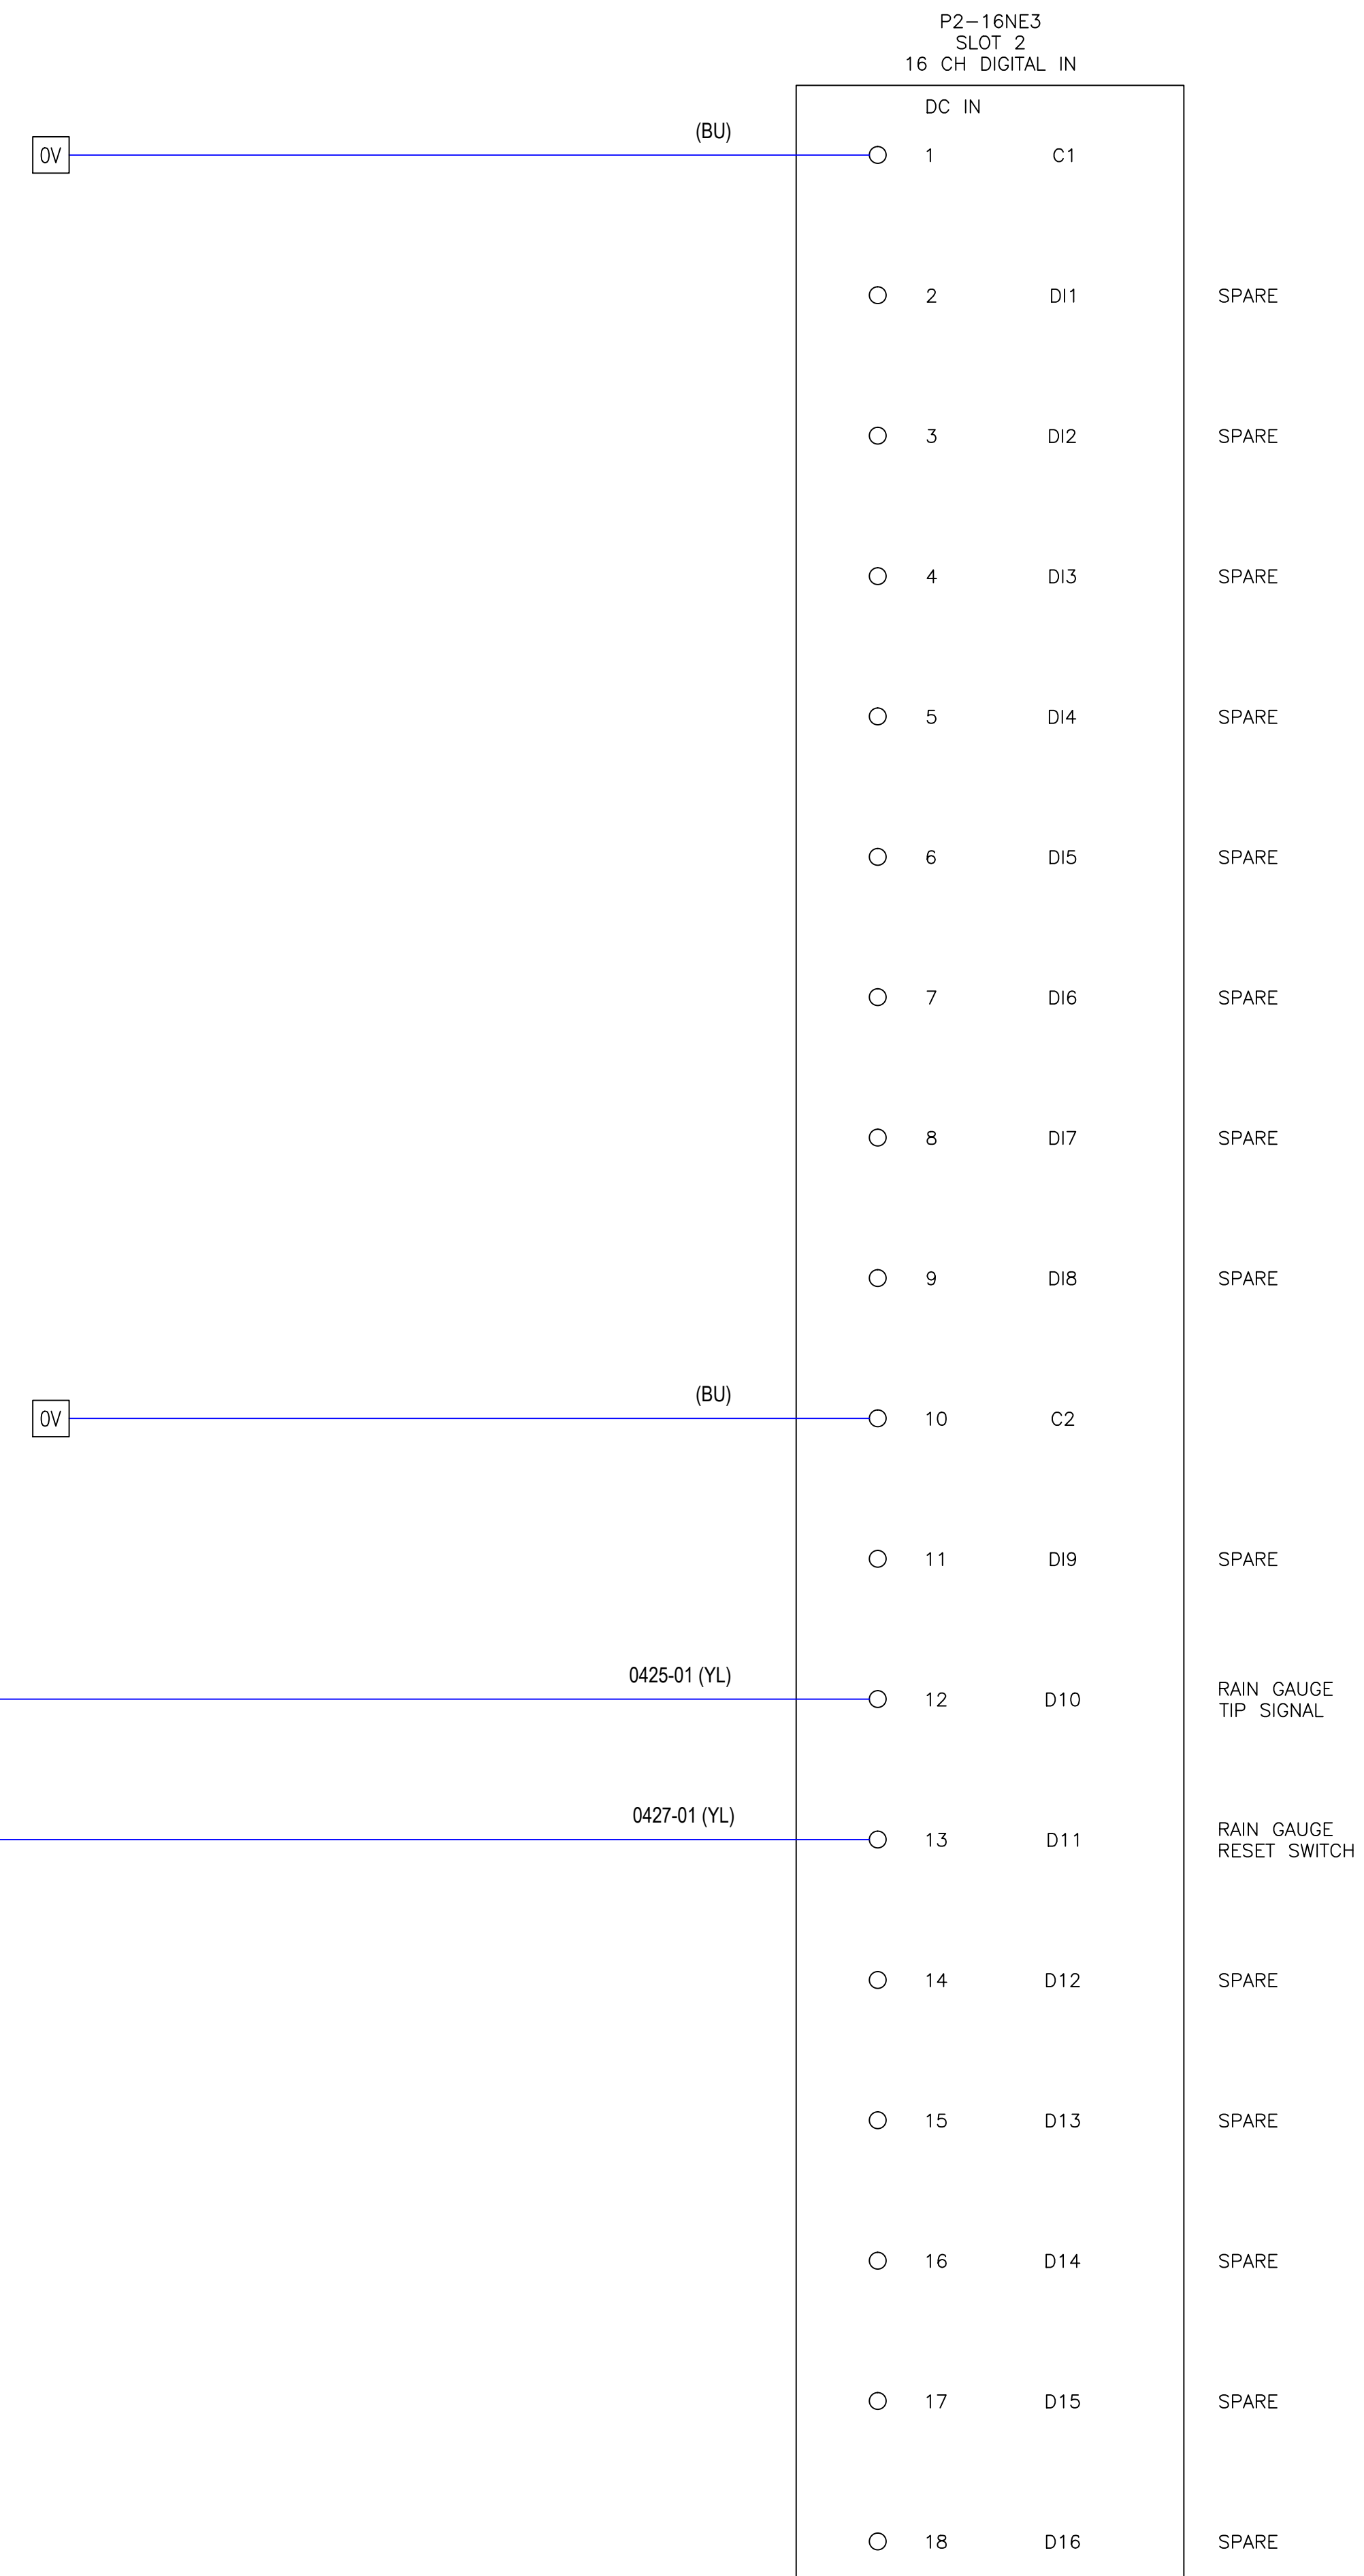 P2-16NE3
SLOT 2
16 CH DIGITAL IN
DC IN
(BU)
0V 1 C1
2 DI1 SPARE
3 DI2 SPARE
4 DI3 SPARE
5 DI4 SPARE
6 DI5 SPARE
7 DI6 SPARE
8 DI7 SPARE
9 DI8 SPARE
(BU)
0V 10 C2
11 DI9 SPARE
0425-01 (YL)
RAIN GAUGE
12 D10
TIP SIGNAL
0427-01 (YL)
RAIN GAUGE
13 D11
RESET SWITCH
14 D12 SPARE
15 D13 SPARE
16 D14 SPARE
17 D15 SPARE
18 D16 SPARE